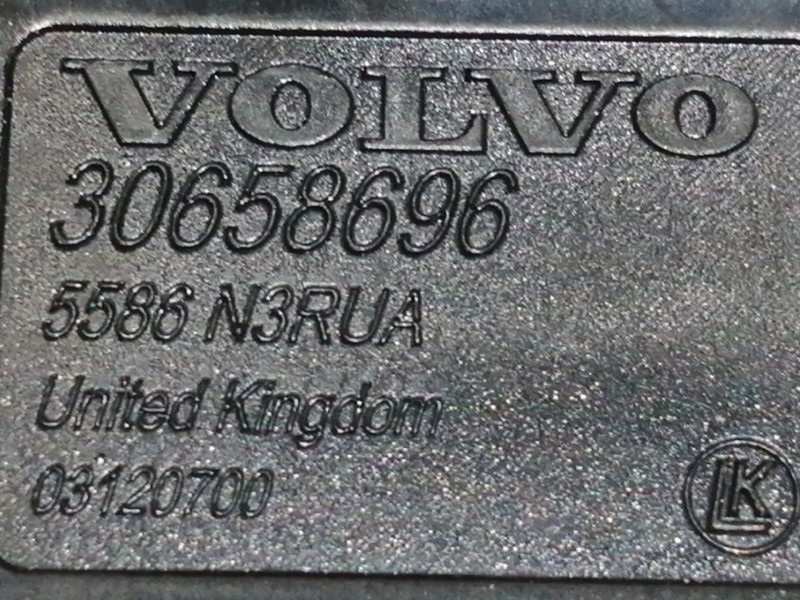 VOLVO
30658696
5586 N3RUA
United Kingdom
03120700
LK